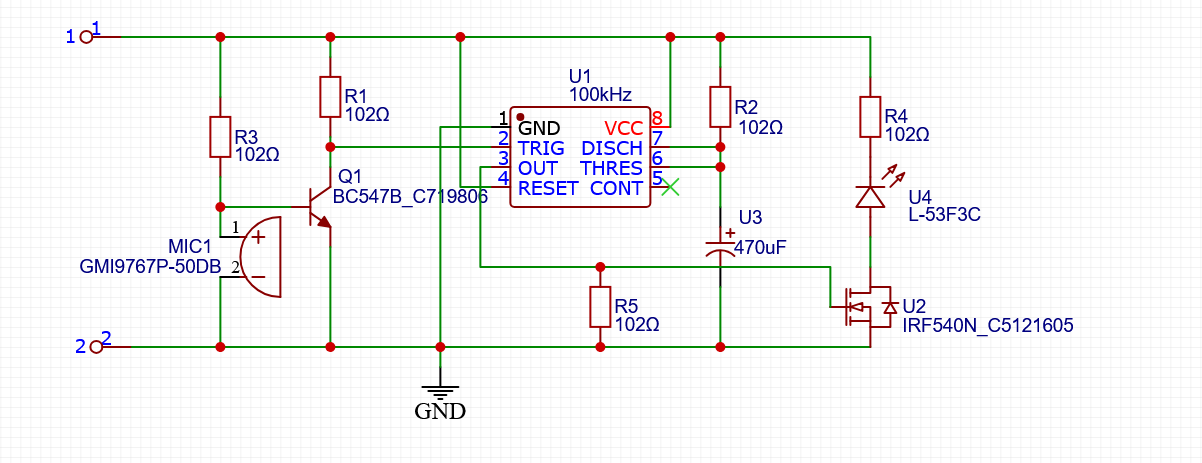 1
1
R3
102Ω
R1
102Ω
Q1
BC547B_C719806
MIC1
GMI9767P-50DB
1
2
U1
100kHz
1
GND
VCC
8
2
TRIG
DISCH
7
3
OUT
THRES
6
4
RESET
CONT
5
R2
102Ω
R4
102Ω
U4
L-53F3C
U3
470uF
R5
102Ω
U2
IRF540N_C5121605
2
2
GND